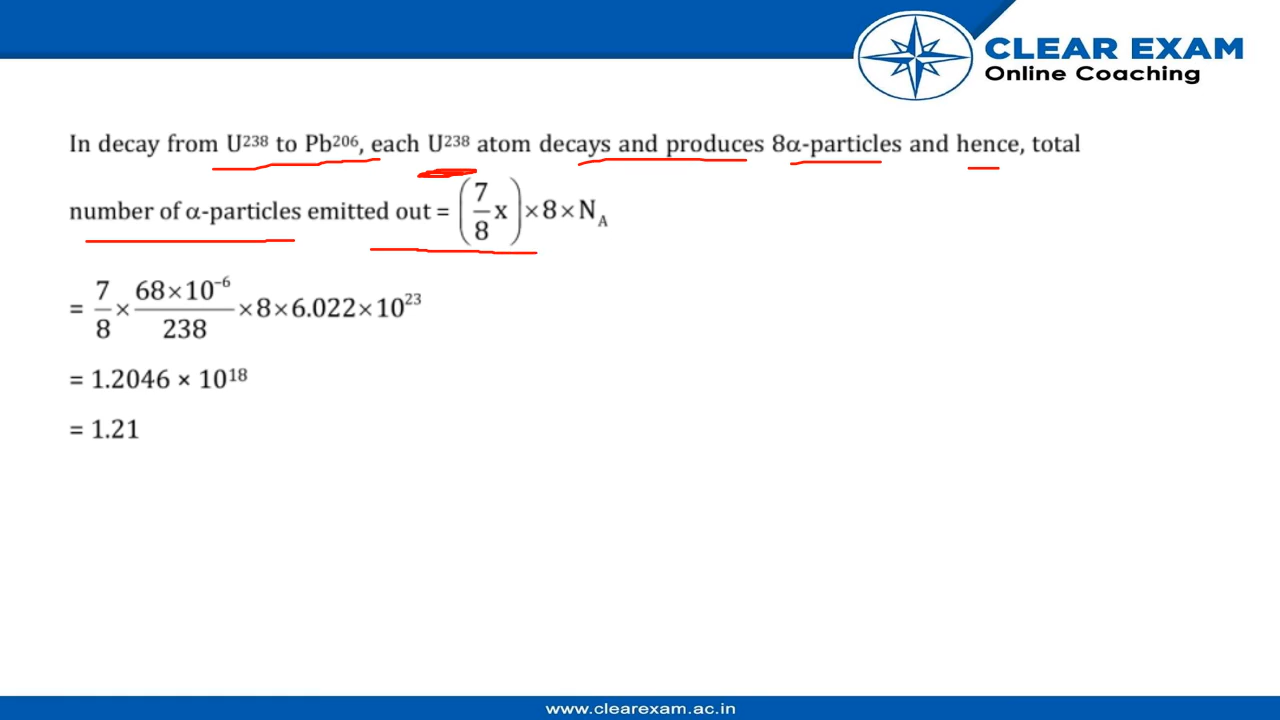 CLEAR EXAM
Online Coaching
In decay from U²³⁸ to Pb²⁰⁶, each U²³⁸ atom decays and produces 8α-particles and hence, total
number of α-particles emitted out = (7/8 x) × 8 × N_A
= 7/8 × 68×10⁻⁶/238 × 8 × 6.022 × 10²³
= 1.2046 × 10¹⁸
= 1.21
www.clearexam.ac.in